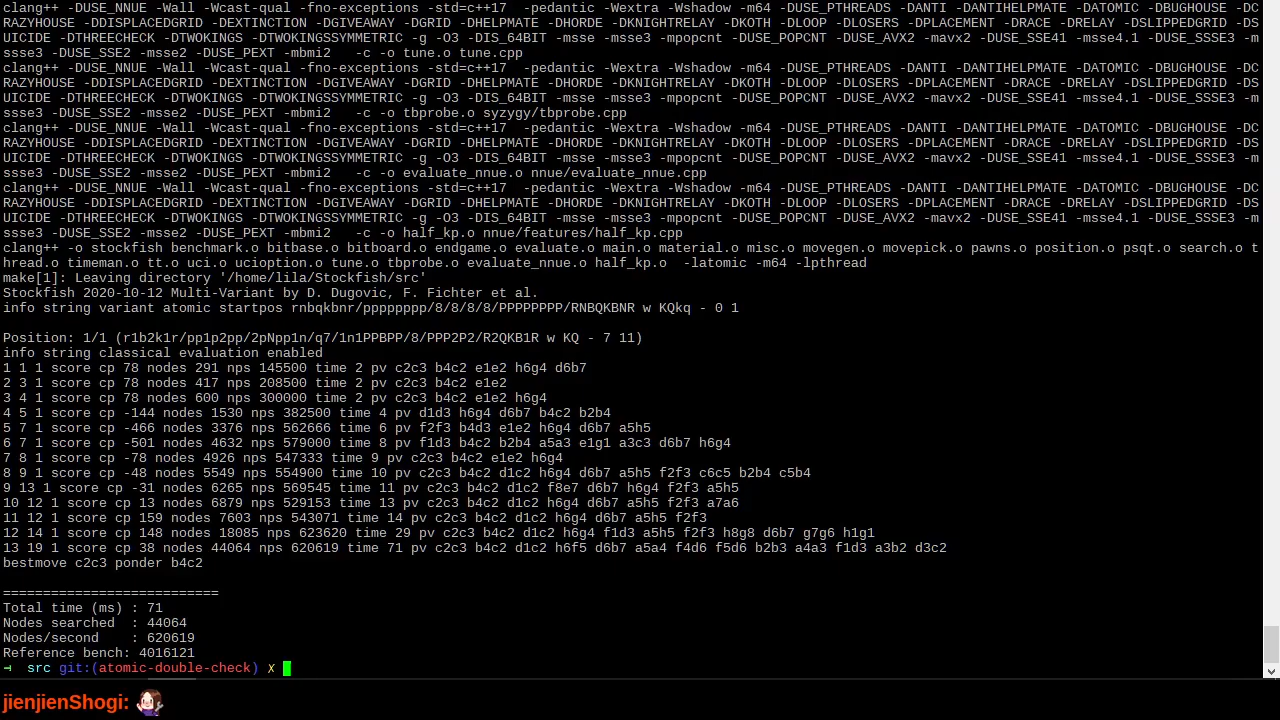 clang++ -DUSE_NNUE -Wall -Wcast-qual -fno-exceptions -std=c++17  -pedantic -Wextra -Wshadow -m64 -DUSE_PTHREADS -DANTI -DANTIHELPMATE -DATOMIC -DBUGHOUSE -DC
RAZYHOUSE -DDISPLACEDGRID -DEXTINCTION -DGIVEAWAY -DGRID -DHELPMATE -DHORDE -DKNIGHTRELAY -DKOTH -DLOOP -DLOSERS -DPLACEMENT -DRACE -DRELAY -DSLIPPEDGRID -DS
UICIDE -DTHREECHECK -DTWOKINGS -DTWOKINGSSYMMETRIC -g -O3 -DIS_64BIT -msse -msse3 -mpopcnt -DUSE_POPCNT -DUSE_AVX2 -mavx2 -DUSE_SSE41 -msse4.1 -DUSE_SSSE3 -m
ssse3 -DUSE_SSE2 -msse2 -DUSE_PEXT -mbmi2   -c -o tune.o tune.cpp
clang++ -DUSE_NNUE -Wall -Wcast-qual -fno-exceptions -std=c++17  -pedantic -Wextra -Wshadow -m64 -DUSE_PTHREADS -DANTI -DANTIHELPMATE -DATOMIC -DBUGHOUSE -DC
RAZYHOUSE -DDISPLACEDGRID -DEXTINCTION -DGIVEAWAY -DGRID -DHELPMATE -DHORDE -DKNIGHTRELAY -DKOTH -DLOOP -DLOSERS -DPLACEMENT -DRACE -DRELAY -DSLIPPEDGRID -DS
UICIDE -DTHREECHECK -DTWOKINGS -DTWOKINGSSYMMETRIC -g -O3 -DIS_64BIT -msse -msse3 -mpopcnt -DUSE_POPCNT -DUSE_AVX2 -mavx2 -DUSE_SSE41 -msse4.1 -DUSE_SSSE3 -m
ssse3 -DUSE_SSE2 -msse2 -DUSE_PEXT -mbmi2   -c -o tbprobe.o syzygy/tbprobe.cpp
clang++ -DUSE_NNUE -Wall -Wcast-qual -fno-exceptions -std=c++17  -pedantic -Wextra -Wshadow -m64 -DUSE_PTHREADS -DANTI -DANTIHELPMATE -DATOMIC -DBUGHOUSE -DC
RAZYHOUSE -DDISPLACEDGRID -DEXTINCTION -DGIVEAWAY -DGRID -DHELPMATE -DHORDE -DKNIGHTRELAY -DKOTH -DLOOP -DLOSERS -DPLACEMENT -DRACE -DRELAY -DSLIPPEDGRID -DS
UICIDE -DTHREECHECK -DTWOKINGS -DTWOKINGSSYMMETRIC -g -O3 -DIS_64BIT -msse -msse3 -mpopcnt -DUSE_POPCNT -DUSE_AVX2 -mavx2 -DUSE_SSE41 -msse4.1 -DUSE_SSSE3 -m
ssse3 -DUSE_SSE2 -msse2 -DUSE_PEXT -mbmi2   -c -o evaluate_nnue.o nnue/evaluate_nnue.cpp
clang++ -DUSE_NNUE -Wall -Wcast-qual -fno-exceptions -std=c++17  -pedantic -Wextra -Wshadow -m64 -DUSE_PTHREADS -DANTI -DANTIHELPMATE -DATOMIC -DBUGHOUSE -DC
RAZYHOUSE -DDISPLACEDGRID -DEXTINCTION -DGIVEAWAY -DGRID -DHELPMATE -DHORDE -DKNIGHTRELAY -DKOTH -DLOOP -DLOSERS -DPLACEMENT -DRACE -DRELAY -DSLIPPEDGRID -DS
UICIDE -DTHREECHECK -DTWOKINGS -DTWOKINGSSYMMETRIC -g -O3 -DIS_64BIT -msse -msse3 -mpopcnt -DUSE_POPCNT -DUSE_AVX2 -mavx2 -DUSE_SSE41 -msse4.1 -DUSE_SSSE3 -m
ssse3 -DUSE_SSE2 -msse2 -DUSE_PEXT -mbmi2   -c -o half_kp.o nnue/features/half_kp.cpp
clang++ -o stockfish benchmark.o bitbase.o bitboard.o endgame.o evaluate.o main.o material.o misc.o movegen.o movepick.o pawns.o position.o psqt.o search.o t
hread.o timeman.o tt.o uci.o ucioption.o tune.o tbprobe.o evaluate_nnue.o half_kp.o  -latomic -m64 -lpthread
make[1]: Leaving directory '/home/lila/Stockfish/src'
Stockfish 2020-10-12 Multi-Variant by D. Dugovic, F. Fichter et al.
info string variant atomic startpos rnbqkbnr/pppppppp/8/8/8/8/PPPPPPPP/RNBQKBNR w KQkq - 0 1
Position: 1/1 (r1b2k1r/pp1p2pp/2pNpp1n/q7/1n1PPBPP/8/PPP2P2/R2QKB1R w KQ - 7 11)
info string classical evaluation enabled
1 1 1 score cp 78 nodes 291 nps 145500 time 2 pv c2c3 b4c2 e1e2 h6g4 d6b7
2 3 1 score cp 78 nodes 417 nps 208500 time 2 pv c2c3 b4c2 e1e2
3 4 1 score cp 78 nodes 600 nps 300000 time 2 pv c2c3 b4c2 e1e2 h6g4
4 5 1 score cp -144 nodes 1530 nps 382500 time 4 pv d1d3 h6g4 d6b7 b4c2 b2b4
5 7 1 score cp -466 nodes 3376 nps 562666 time 6 pv f2f3 b4d3 e1e2 h6g4 d6b7 a5h5
6 7 1 score cp -501 nodes 4632 nps 579000 time 8 pv f1d3 b4c2 b2b4 a5a3 e1g1 a3c3 d6b7 h6g4
7 8 1 score cp -78 nodes 4926 nps 547333 time 9 pv c2c3 b4c2 e1e2 h6g4
8 9 1 score cp -48 nodes 5549 nps 554900 time 10 pv c2c3 b4c2 d1c2 h6g4 d6b7 a5h5 f2f3 c6c5 b2b4 c5b4
9 13 1 score cp -31 nodes 6265 nps 569545 time 11 pv c2c3 b4c2 d1c2 f8e7 d6b7 h6g4 f2f3 a5h5
10 12 1 score cp 13 nodes 6879 nps 529153 time 13 pv c2c3 b4c2 d1c2 h6g4 d6b7 a5h5 f2f3 a7a6
11 12 1 score cp 159 nodes 7603 nps 543071 time 14 pv c2c3 b4c2 d1c2 h6g4 d6b7 a5h5 f2f3
12 14 1 score cp 148 nodes 18085 nps 623620 time 29 pv c2c3 b4c2 d1c2 h6g4 f1d3 a5h5 f2f3 h8g8 d6b7 g7g6 h1g1
13 19 1 score cp 38 nodes 44064 nps 620619 time 71 pv c2c3 b4c2 d1c2 h6f5 d6b7 a5a4 f4d6 f5d6 b2b3 a4a3 f1d3 a3b2 d3c2
bestmove c2c3 ponder b4c2
===========================
Total time (ms) : 71
Nodes searched  : 44064
Nodes/second    : 620619
Reference bench: 4016121
⊣ src git:(atomic-double-check) ✗
jienjienShogi: